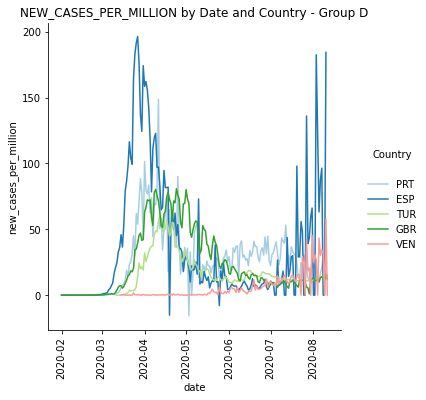 NEW_CASES_PER_MILLION by Date and Country - Group D
200
150
100
50
0
new_cases_per_million
2020-02
2020-03
2020-04
2020-05
2020-06
2020-07
2020-08
date
Country
PRT
ESP
TUR
GBR
VEN